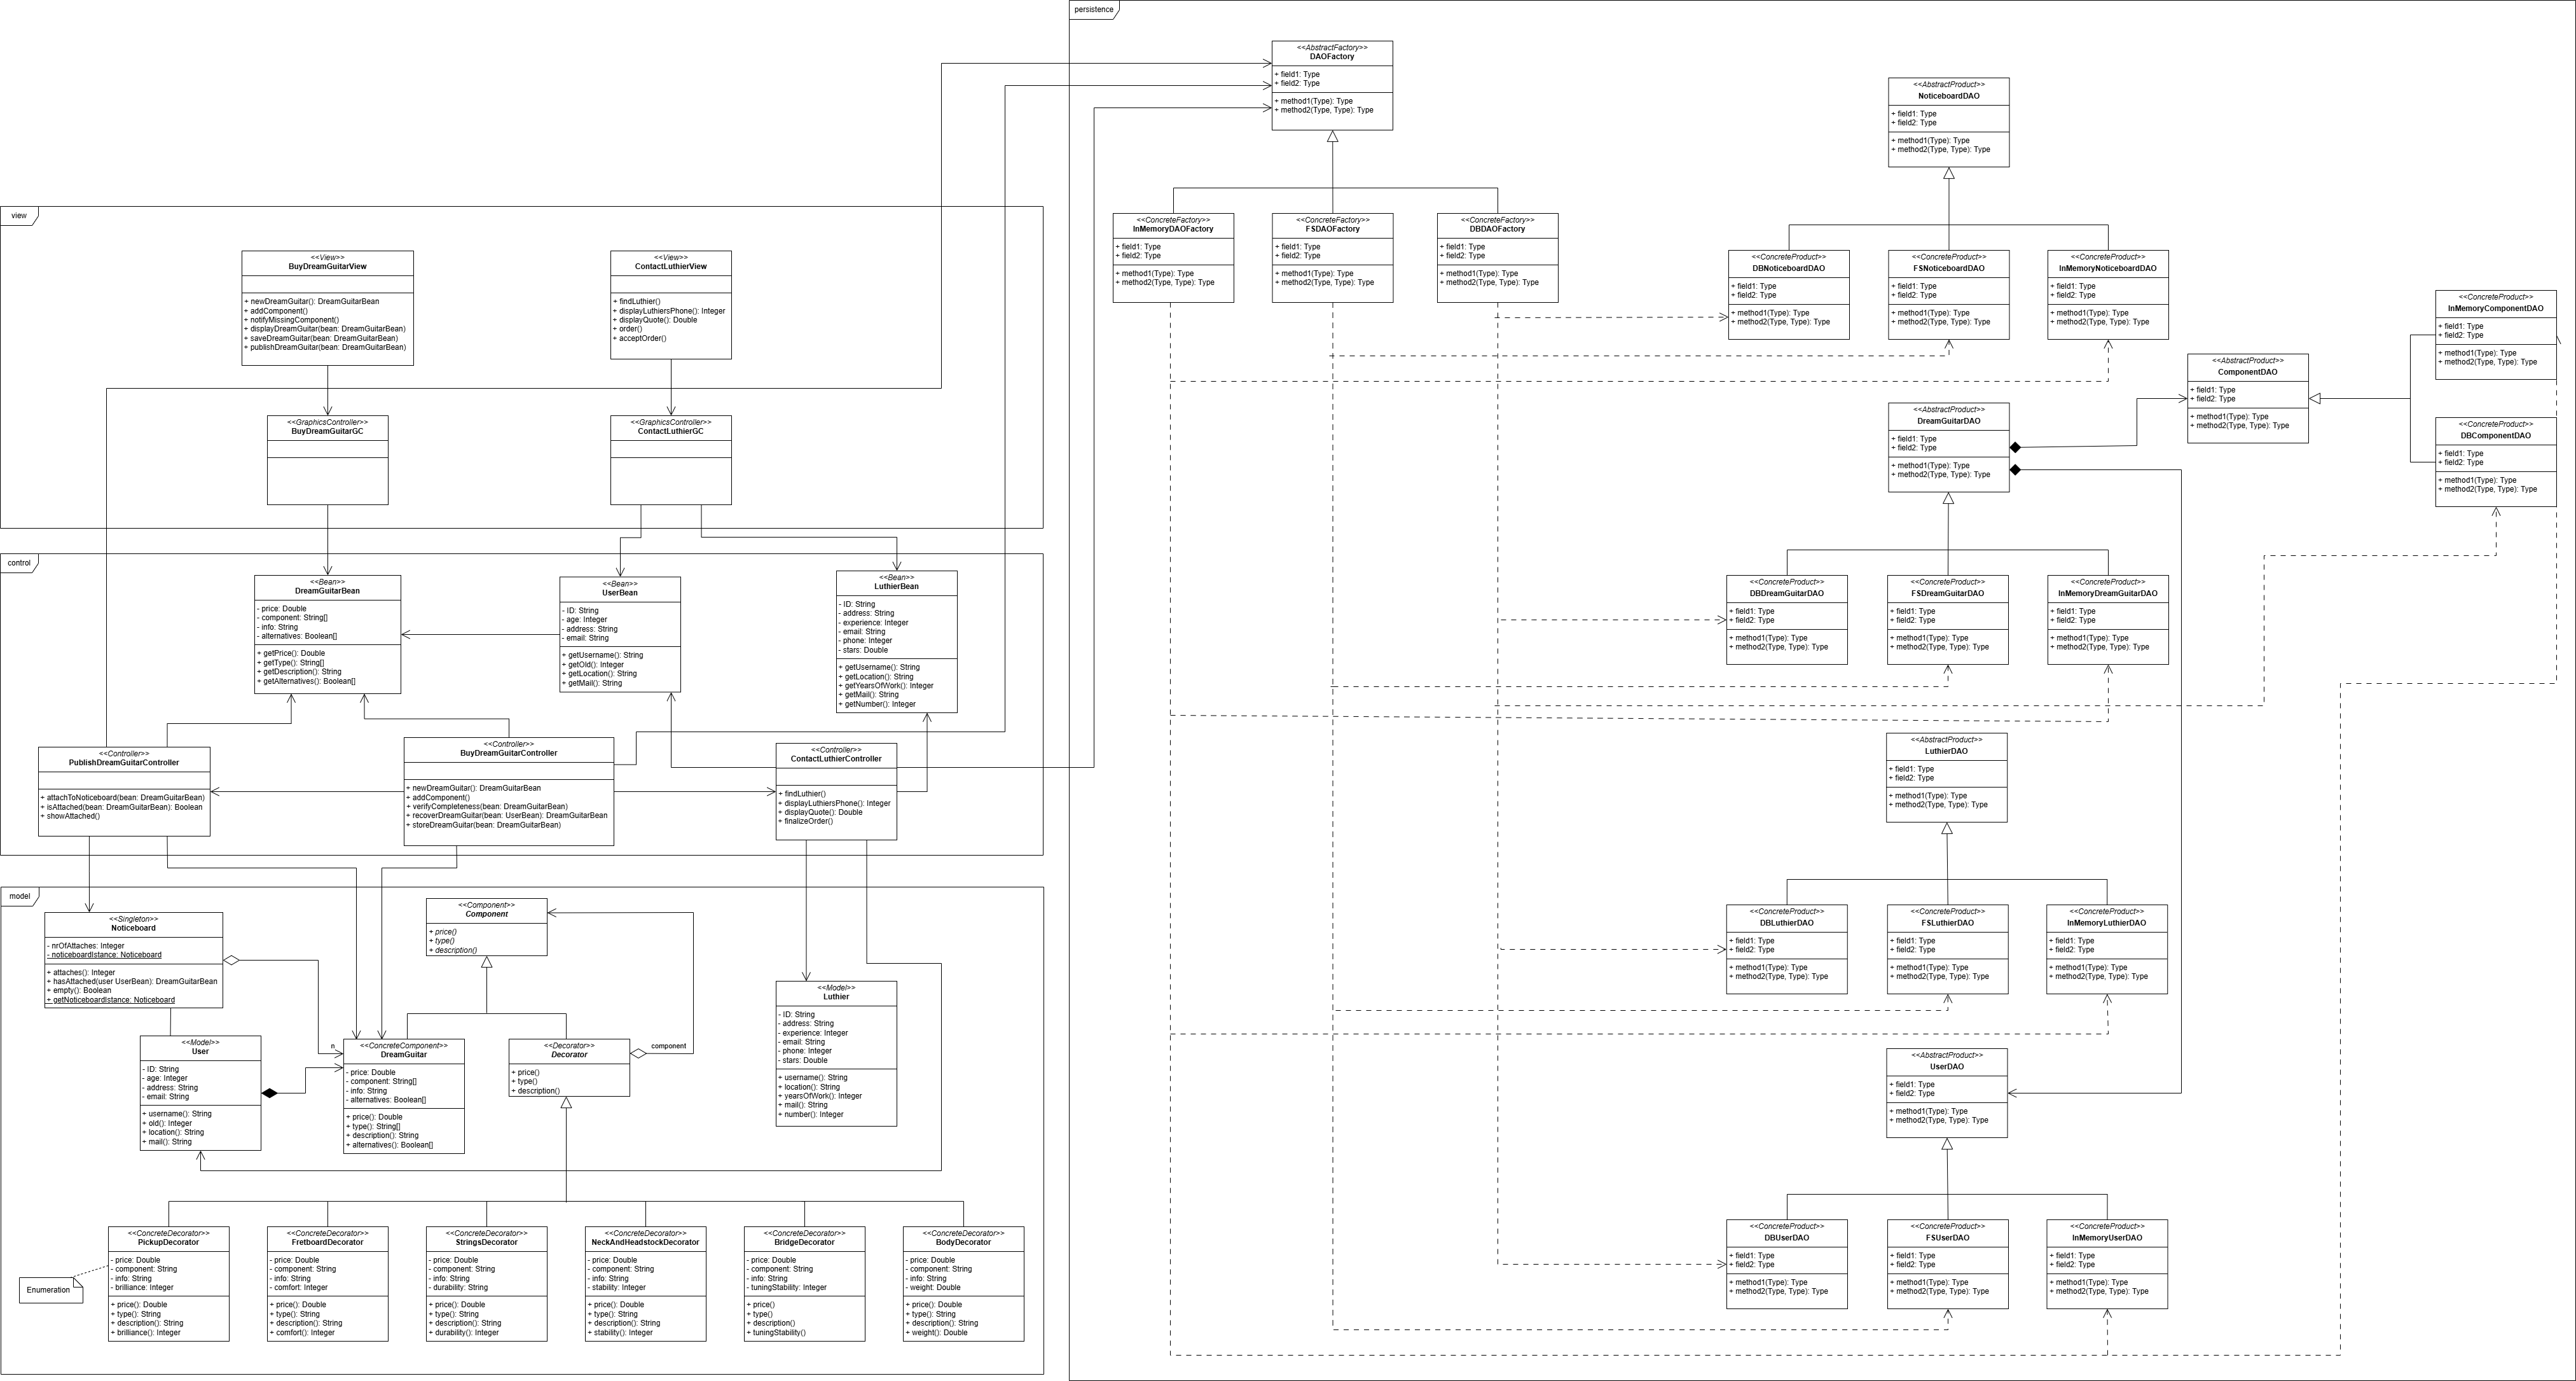 persistence
<<AbstractFactory>>
DAOFactory
+ field1: Type
+ field2: Type
+ method1(Type): Type
+ method2(Type, Type): Type
<<AbstractProduct>>
NoticeboardDAO
+ field1: Type
+ field2: Type
+ method1(Type): Type
+ method2(Type, Type): Type
<<ConcreteFactory>>
InMemoryDAOFactory
+ field1: Type
+ field2: Type
+ method1(Type): Type
+ method2(Type, Type): Type
<<ConcreteFactory>>
FSDAOFactory
+ field1: Type
+ field2: Type
+ method1(Type): Type
+ method2(Type, Type): Type
<<ConcreteFactory>>
DBDAOFactory
+ field1: Type
+ field2: Type
+ method1(Type): Type
+ method2(Type, Type): Type
<<ConcreteProduct>>
DBNoticeboardDAO
+ field1: Type
+ field2: Type
+ method1(Type): Type
+ method2(Type, Type): Type
<<ConcreteProduct>>
FSNoticeboardDAO
+ field1: Type
+ field2: Type
+ method1(Type): Type
+ method2(Type, Type): Type
<<ConcreteProduct>>
InMemoryNoticeboardDAO
+ field1: Type
+ field2: Type
+ method1(Type): Type
+ method2(Type, Type): Type
<<ConcreteProduct>>
InMemoryComponentDAO
+ field1: Type
+ field2: Type
+ method1(Type): Type
+ method2(Type, Type): Type
<<AbstractProduct>>
ComponentDAO
+ field1: Type
+ field2: Type
+ method1(Type): Type
+ method2(Type, Type): Type
<<ConcreteProduct>>
DBComponentDAO
+ field1: Type
+ field2: Type
+ method1(Type): Type
+ method2(Type, Type): Type
<<AbstractProduct>>
DreamGuitarDAO
+ field1: Type
+ field2: Type
+ method1(Type): Type
+ method2(Type, Type): Type
<<ConcreteProduct>>
DBDreamGuitarDAO
+ field1: Type
+ field2: Type
+ method1(Type): Type
+ method2(Type, Type): Type
<<ConcreteProduct>>
FSDreamGuitarDAO
+ field1: Type
+ field2: Type
+ method1(Type): Type
+ method2(Type, Type): Type
<<ConcreteProduct>>
InMemoryDreamGuitarDAO
+ field1: Type
+ field2: Type
+ method1(Type): Type
+ method2(Type, Type): Type
<<AbstractProduct>>
LuthierDAO
+ field1: Type
+ field2: Type
+ method1(Type): Type
+ method2(Type, Type): Type
<<ConcreteProduct>>
DBLuthierDAO
+ field1: Type
+ field2: Type
+ method1(Type): Type
+ method2(Type, Type): Type
<<ConcreteProduct>>
FSLuthierDAO
+ field1: Type
+ field2: Type
+ method1(Type): Type
+ method2(Type, Type): Type
<<ConcreteProduct>>
InMemoryLuthierDAO
+ field1: Type
+ field2: Type
+ method1(Type): Type
+ method2(Type, Type): Type
<<AbstractProduct>>
UserDAO
+ field1: Type
+ field2: Type
+ method1(Type): Type
+ method2(Type, Type): Type
<<ConcreteProduct>>
DBUserDAO
+ field1: Type
+ field2: Type
+ method1(Type): Type
+ method2(Type, Type): Type
<<ConcreteProduct>>
FSUserDAO
+ field1: Type
+ field2: Type
+ method1(Type): Type
+ method2(Type, Type): Type
<<ConcreteProduct>>
InMemoryUserDAO
+ field1: Type
+ field2: Type
+ method1(Type): Type
+ method2(Type, Type): Type
view
<<View>>
BuyDreamGuitarView
+ newDreamGuitar(): DreamGuitarBean
+ addComponent()
+ notifyMissingComponent()
+ displayDreamGuitar(bean: DreamGuitarBean)
+ saveDreamGuitar(bean: DreamGuitarBean)
+ publishDreamGuitar(bean: DreamGuitarBean)
<<View>>
ContactLuthierView
+ findLuthier()
+ displayLuthiersPhone(): Integer
+ displayQuote(): Double
+ order()
+ acceptOrder()
<<GraphicsController>>
BuyDreamGuitarGC
<<GraphicsController>>
ContactLuthierGC
control
<<Bean>>
DreamGuitarBean
- price: Double
- component: String[]
- info: String
- alternatives: Boolean[]
+ getPrice(): Double
+ getType(): String[]
+ getDescription(): String
+ getAlternatives(): Boolean[]
<<Bean>>
UserBean
- ID: String
- age: Integer
- address: String
- email: String
+ getUsername(): String
+ getOld(): Integer
+ getLocation(): String
+ getMail(): String
<<Bean>>
LuthierBean
- ID: String
- address: String
- experience: Integer
- email: String
- phone: Integer
- stars: Double
+ getUsername(): String
+ getLocation(): String
+ getYearsOfWork(): Integer
+ getMail(): String
+ getNumber(): Integer
<<Controller>>
PublishDreamGuitarController
+ attachToNoticeboard(bean: DreamGuitarBean)
+ isAttached(bean: DreamGuitarBean): Boolean
+ showAttached()
<<Controller>>
BuyDreamGuitarController
+ newDreamGuitar(): DreamGuitarBean
+ addComponent()
+ verifyCompleteness(bean: DreamGuitarBean)
+ recoverDreamGuitar(bean: UserBean): DreamGuitarBean
+ storeDreamGuitar(bean: DreamGuitarBean)
<<Controller>>
ContactLuthierController
+ findLuthier()
+ displayLuthiersPhone(): Integer
+ displayQuote(): Double
+ finalizeOrder()
model
<<Singleton>>
Noticeboard
- nrOfAttaches: Integer
- noticeboardIstance: Noticeboard
+ attaches(): Integer
+ hasAttached(user UserBean): DreamGuitarBean
+ empty(): Boolean
+ getNoticeboardIstance: Noticeboard
<<Component>>
Component
+ price()
+ type()
+ description()
<<Model>>
Luthier
- ID: String
- address: String
- experience: Integer
- email: String
- phone: Integer
- stars: Double
+ username(): String
+ location(): String
+ yearsOfWork(): Integer
+ mail(): String
+ number(): Integer
<<Model>>
User
- ID: String
- age: Integer
- address: String
- email: String
+ username(): String
+ old(): Integer
+ location(): String
+ mail(): String
n
<<ConcreteComponent>>
DreamGuitar
- price: Double
- component: String[]
- info: String
- alternatives: Boolean[]
+ price(): Double
+ type(): String[]
+ description(): String
+ alternatives(): Boolean[]
<<Decorator>>
Decorator
+ price()
+ type()
+ description()
component
<<ConcreteDecorator>>
PickupDecorator
- price: Double
- component: String
- info: String
- brilliance: Integer
+ price(): Double
+ type(): String
+ description(): String
+ brilliance(): Integer
Enumeration
<<ConcreteDecorator>>
FretboardDecorator
- price: Double
- component: String
- info: String
- comfort: Integer
+ price(): Double
+ type(): String
+ description(): String
+ comfort(): Integer
<<ConcreteDecorator>>
StringsDecorator
- price: Double
- component: String
- info: String
- durability: String
+ price(): Double
+ type(): String
+ description(): String
+ durability(): Integer
<<ConcreteDecorator>>
NeckAndHeadstockDecorator
- price: Double
- component: String
- info: String
- stability: Integer
+ price(): Double
+ type(): String
+ description(): String
+ stability(): Integer
<<ConcreteDecorator>>
BridgeDecorator
- price: Double
- component: String
- info: String
- tuningStability: Integer
+ price()
+ type()
+ description()
+ tuningStability()
<<ConcreteDecorator>>
BodyDecorator
- price: Double
- component: String
- info: String
- weight: Double
+ price(): Double
+ type(): String
+ description(): String
+ weight(): Double